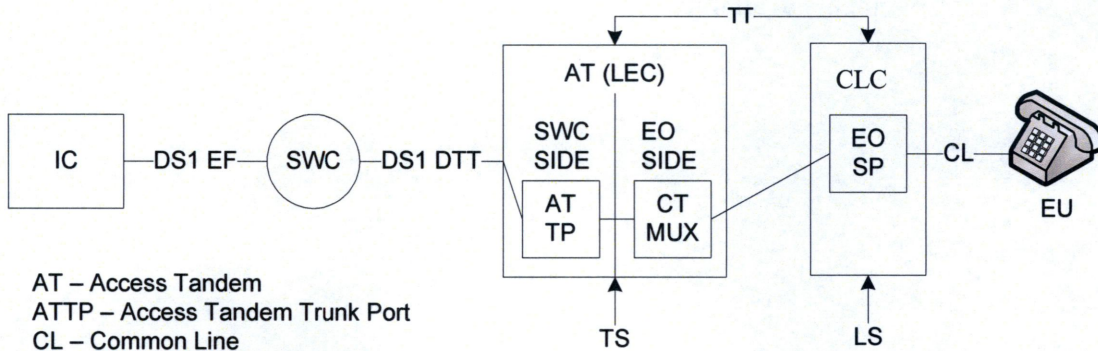 TT
AT (LEC)
CLC
SWC
SIDE
EO
SIDE
IC
DS1 EF
SWC
DS1 DTT
AT
TP
CT
MUX
EO
SP
CL
EU
TS
LS
AT – Access Tandem
ATTP – Access Tandem Trunk Port
CL – Common Line